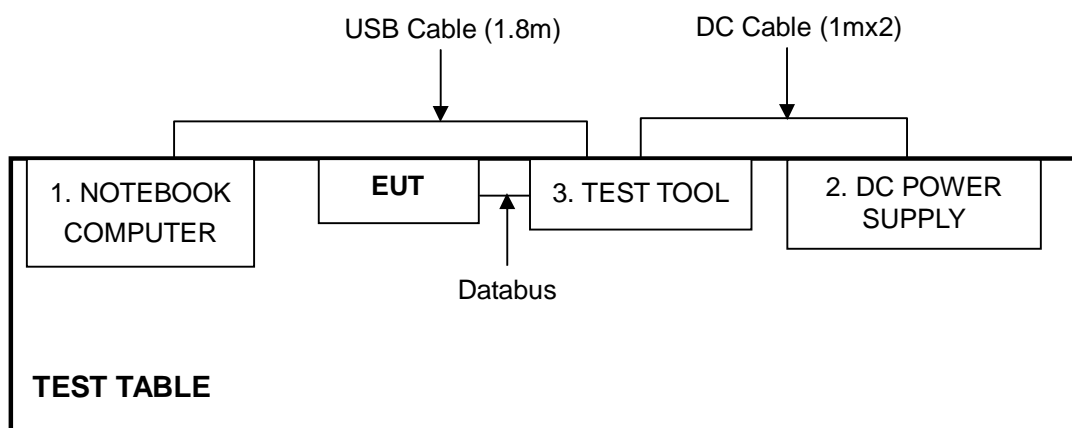 USB Cable (1.8m)
DC Cable (1mx2)
1. NOTEBOOK
COMPUTER
EUT
3. TEST TOOL
2. DC POWER
SUPPLY
Databus
TEST TABLE